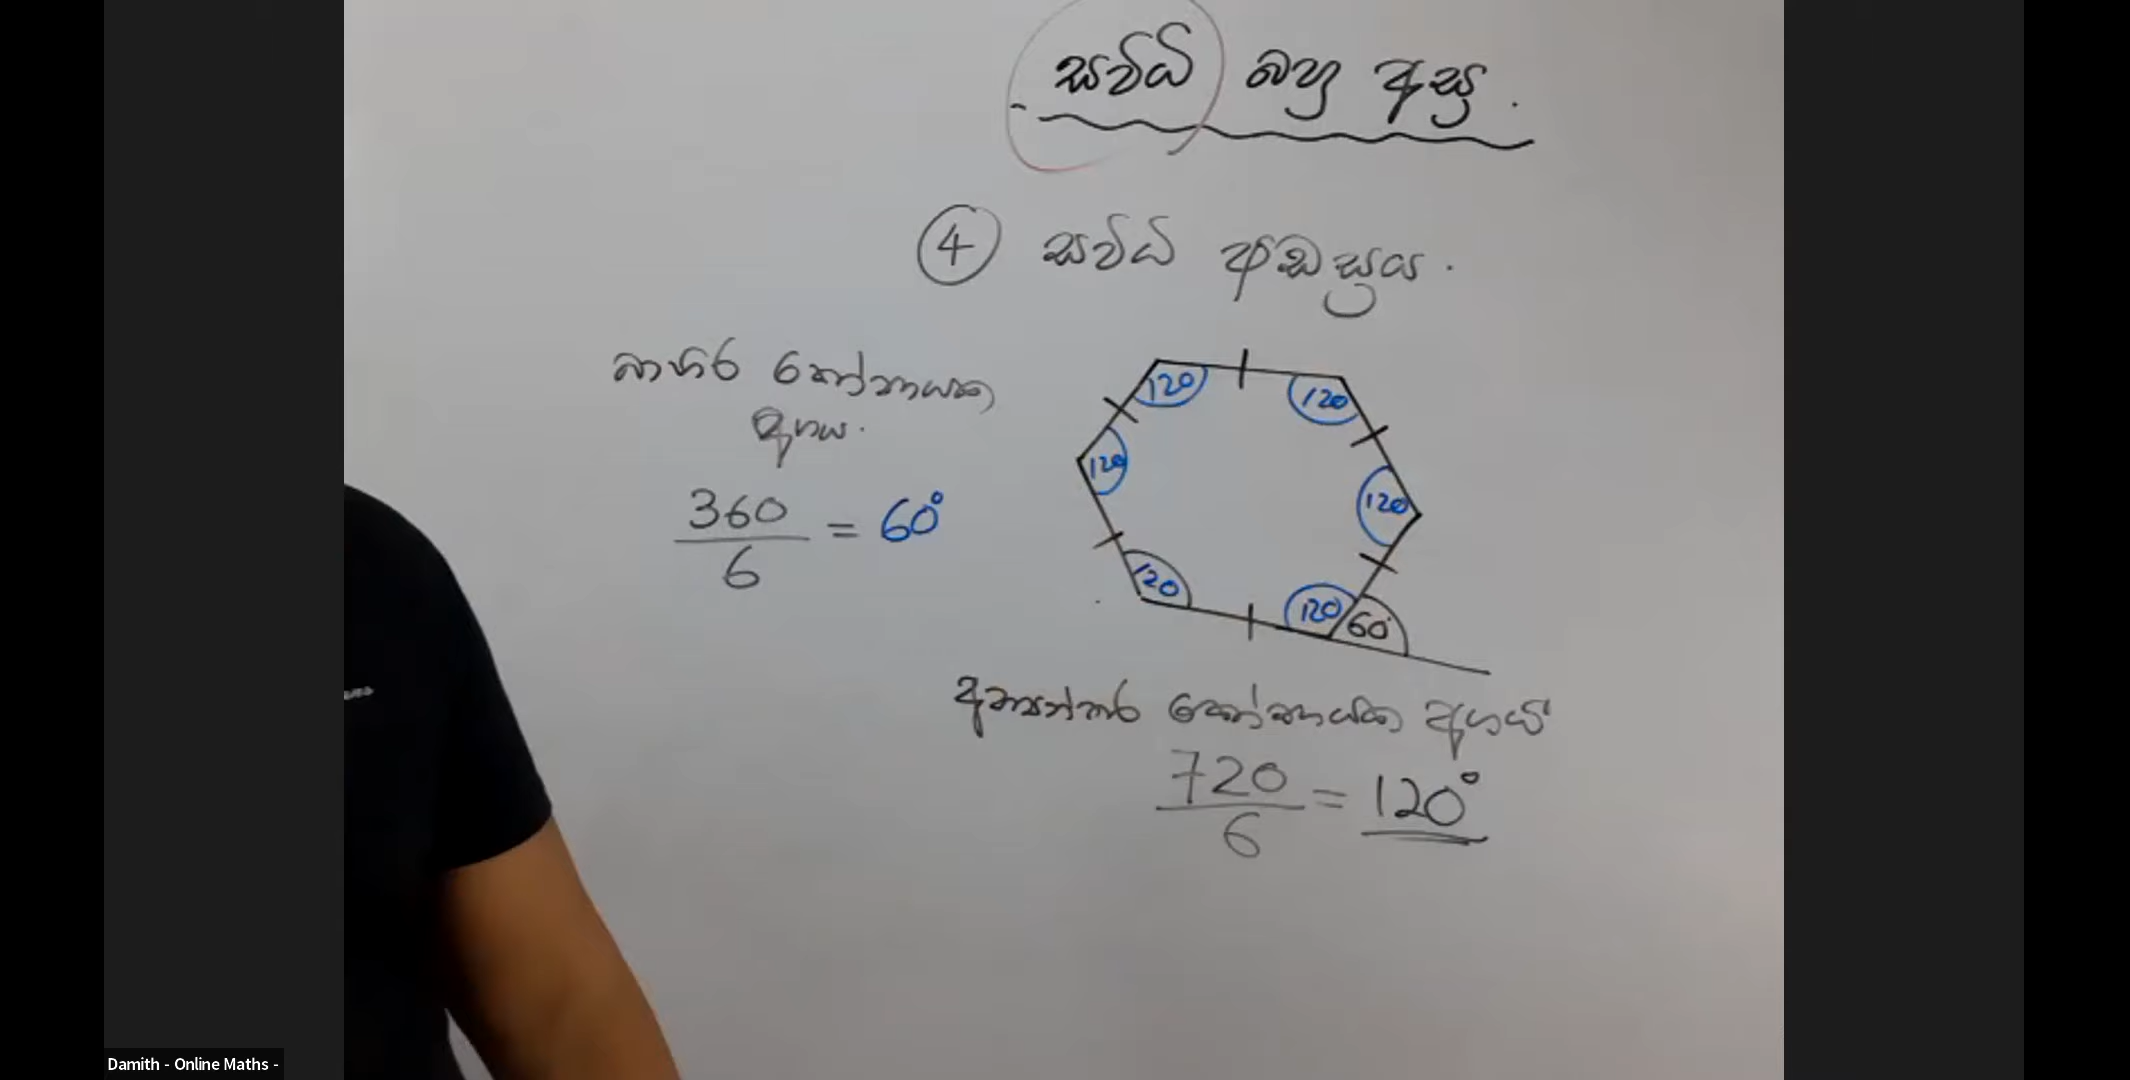 සවිධි බහු අස්‍ර.
④ සවිධි ෂඩස්‍රය.
බාහිර කෝණයක
අගය.
360/6 = 60°
120
120
120
120
120
120
60°
අභ්‍යන්තර කෝණයක අගය
720/6 = 120°
Damith - Online Maths -